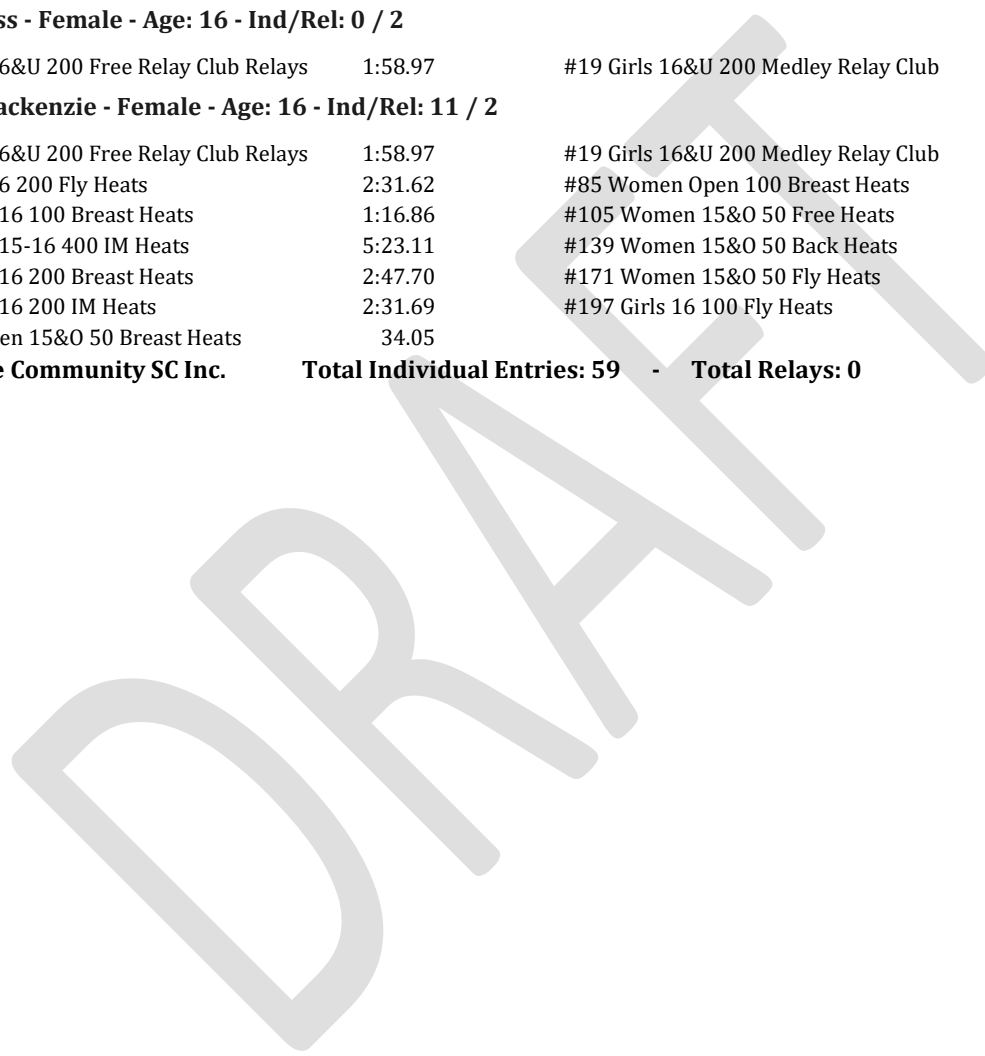 ss - Female - Age: 16 - Ind/Rel: 0 / 2
6&U 200 Free Relay Club Relays 1:58.97 #19 Girls 16&U 200 Medley Relay Club
ackenzie - Female - Age: 16 - Ind/Rel: 11 / 2
6&U 200 Free Relay Club Relays 1:58.97 #19 Girls 16&U 200 Medley Relay Club
6 200 Fly Heats 2:31.62 #85 Women Open 100 Breast Heats
16 100 Breast Heats 1:16.86 #105 Women 15&O 50 Free Heats
15-16 400 IM Heats 5:23.11 #139 Women 15&O 50 Back Heats
16 200 Breast Heats 2:47.70 #171 Women 15&O 50 Fly Heats
16 200 IM Heats 2:31.69 #197 Girls 16 100 Fly Heats
en 15&O 50 Breast Heats 34.05
e Community SC Inc. Total Individual Entries: 59 - Total Relays: 0
DRAFT